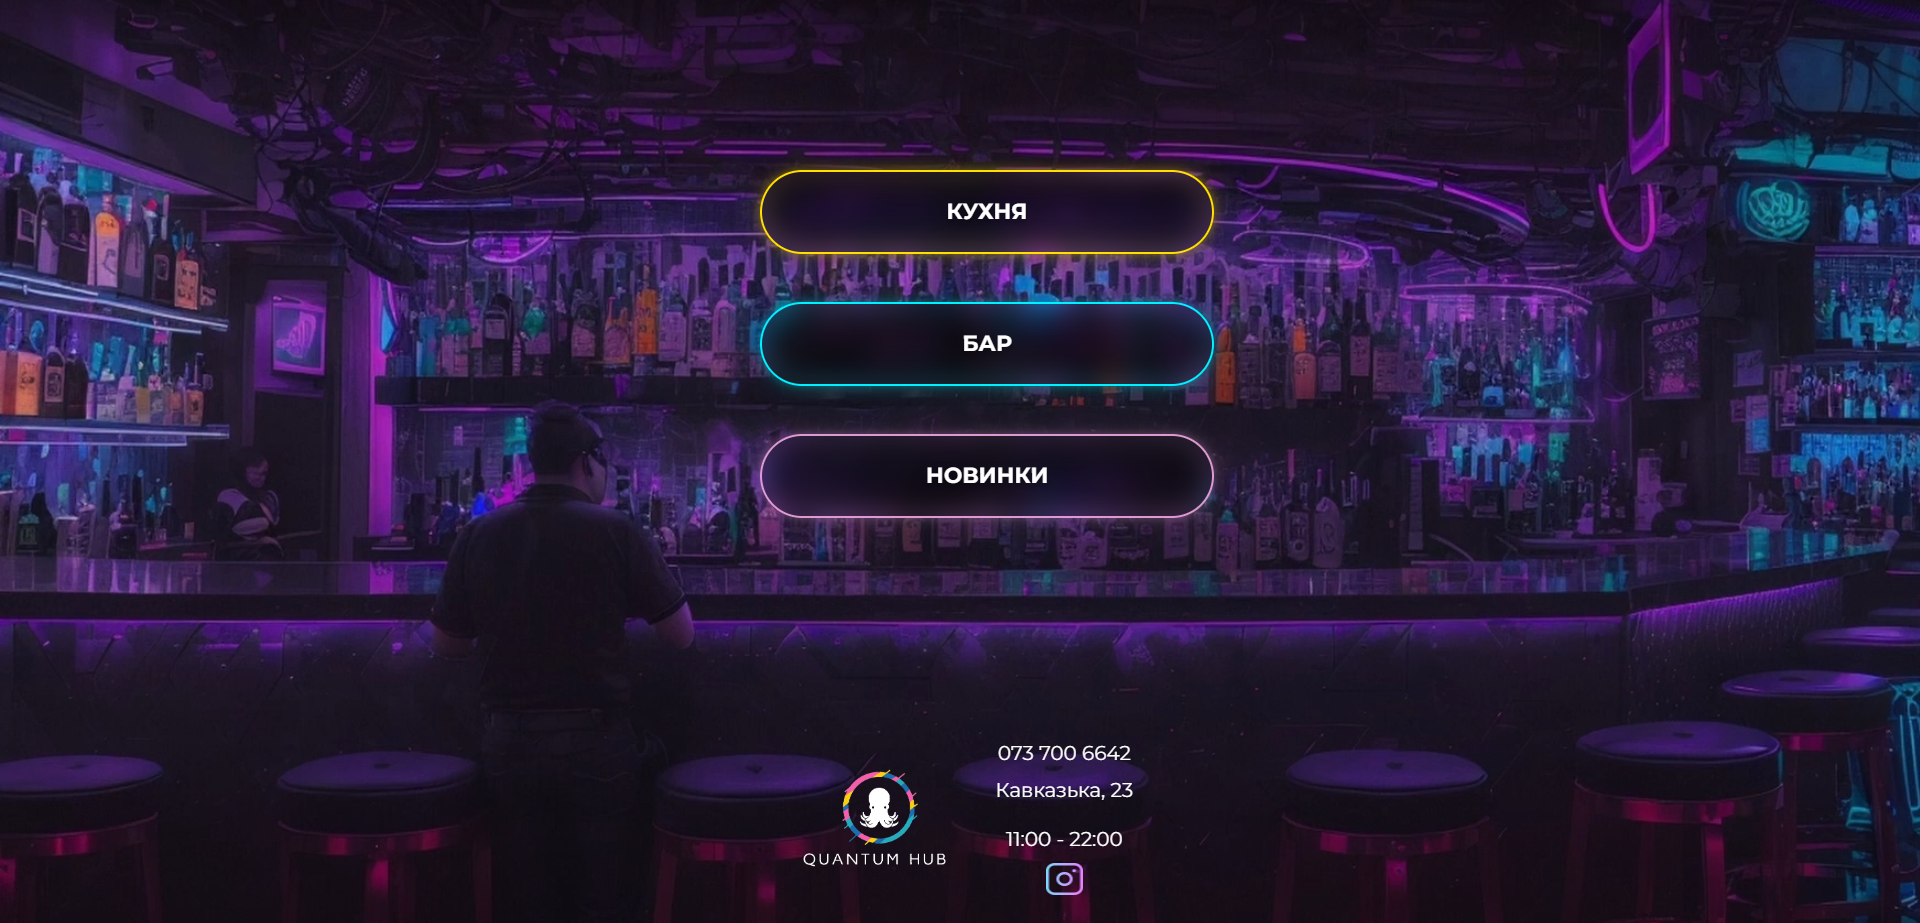 КУХНЯ
БАР
НОВИНКИ
073 700 6642
Кавказька, 23
11:00 - 22:00
QUANTUM HUB